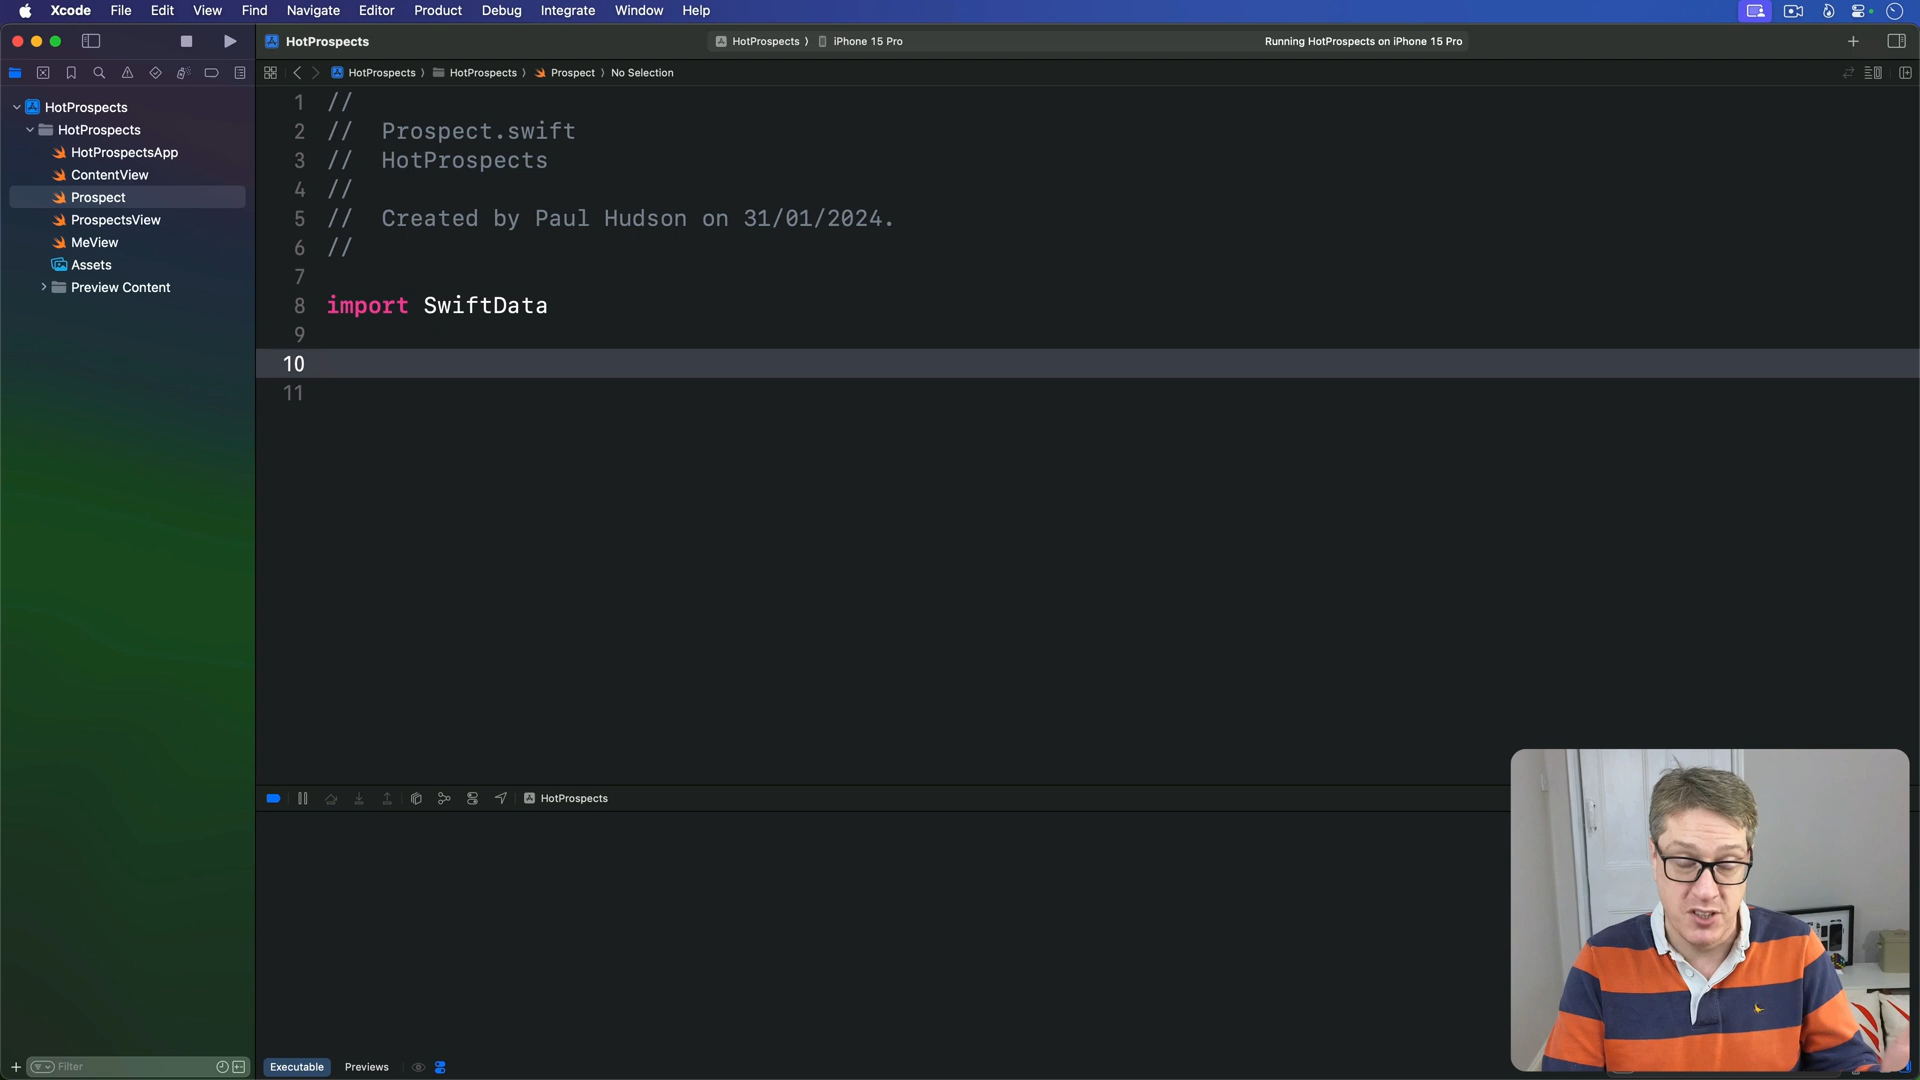 Xcode File Edit View Find Navigate Editor Product Debug Integrate Window Help
HotProspects
HotProspects iPhone 15 Pro
Running HotProspects on iPhone 15 Pro
HotProspects HotProspects Prospect No Selection
HotProspects
HotProspects
HotProspectsApp
ContentView
Prospect
ProspectsView
MeView
Assets
Preview Content
1 //
2 // Prospect.swift
3 // HotProspects
4 //
5 // Created by Paul Hudson on 31/01/2024.
6 //
7
8 import SwiftData
9
10
11
HotProspects
Filter
Executable Previews